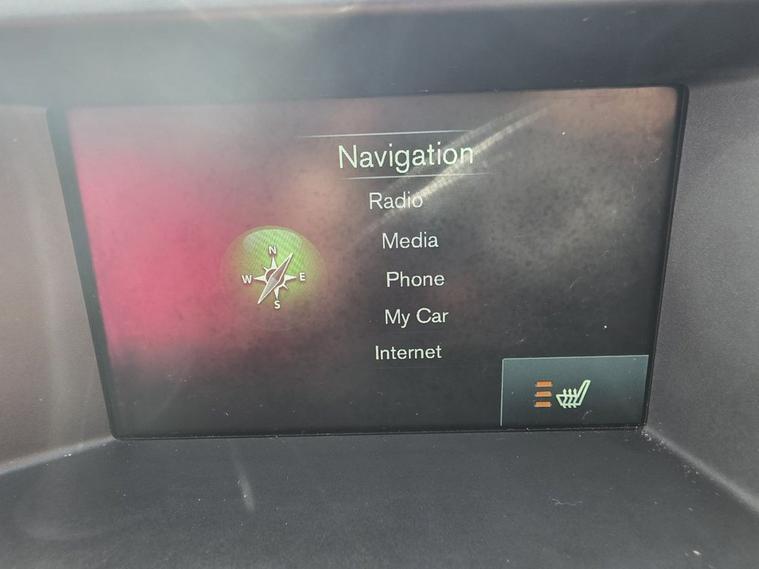 Navigation
Radio
Media
Phone
My Car
Internet
N
W E
S